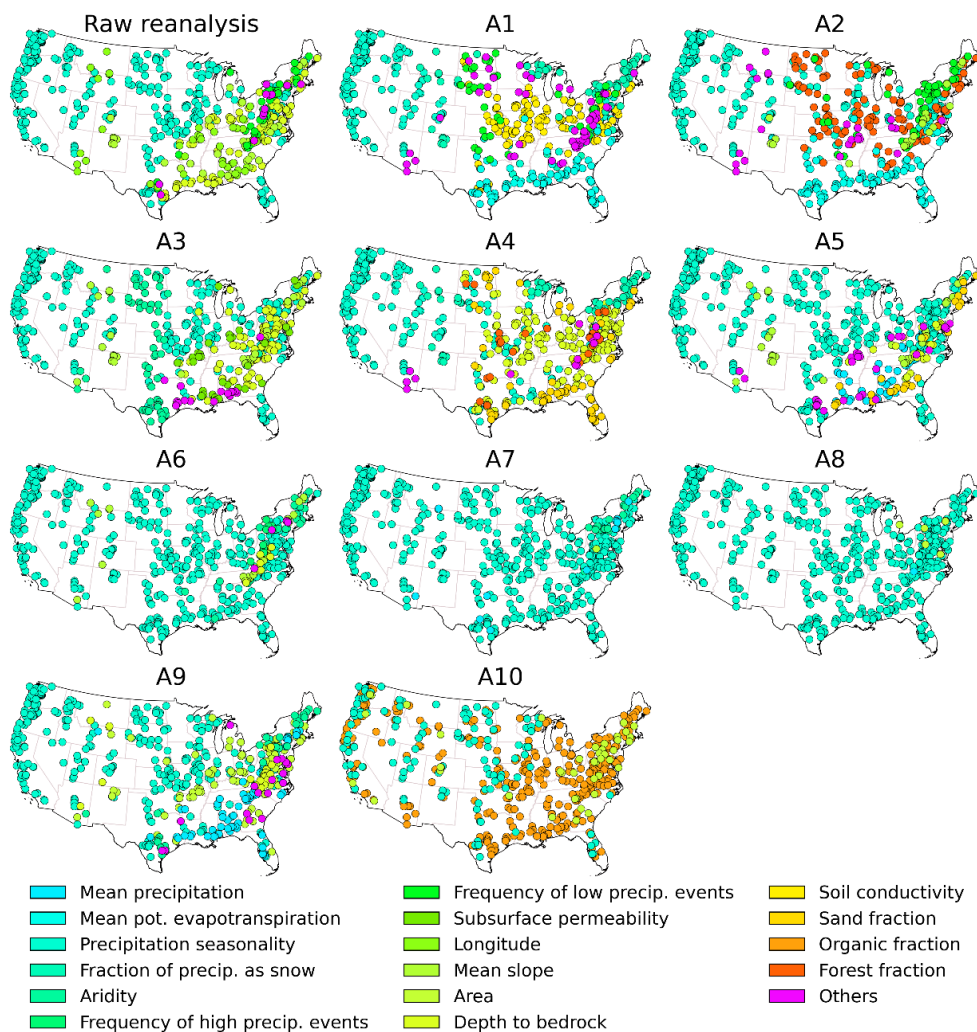 Raw reanalysis
A1
A2
A3
A4
A5
A6
A7
A8
A9
A10
Mean precipitation
Mean pot. evapotranspiration
Precipitation seasonality
Fraction of precip. as snow
Aridity
Frequency of high precip. events
Frequency of low precip. events
Subsurface permeability
Longitude
Mean slope
Area
Depth to bedrock
Soil conductivity
Sand fraction
Organic fraction
Forest fraction
Others